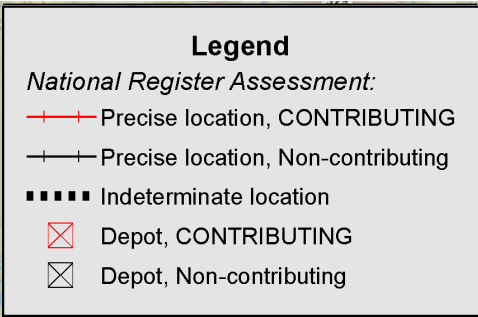 Legend
National Register Assessment:
Precise location, CONTRIBUTING
Precise location, Non-contributing
Indeterminate location
Depot, CONTRIBUTING
Depot, Non-contributing